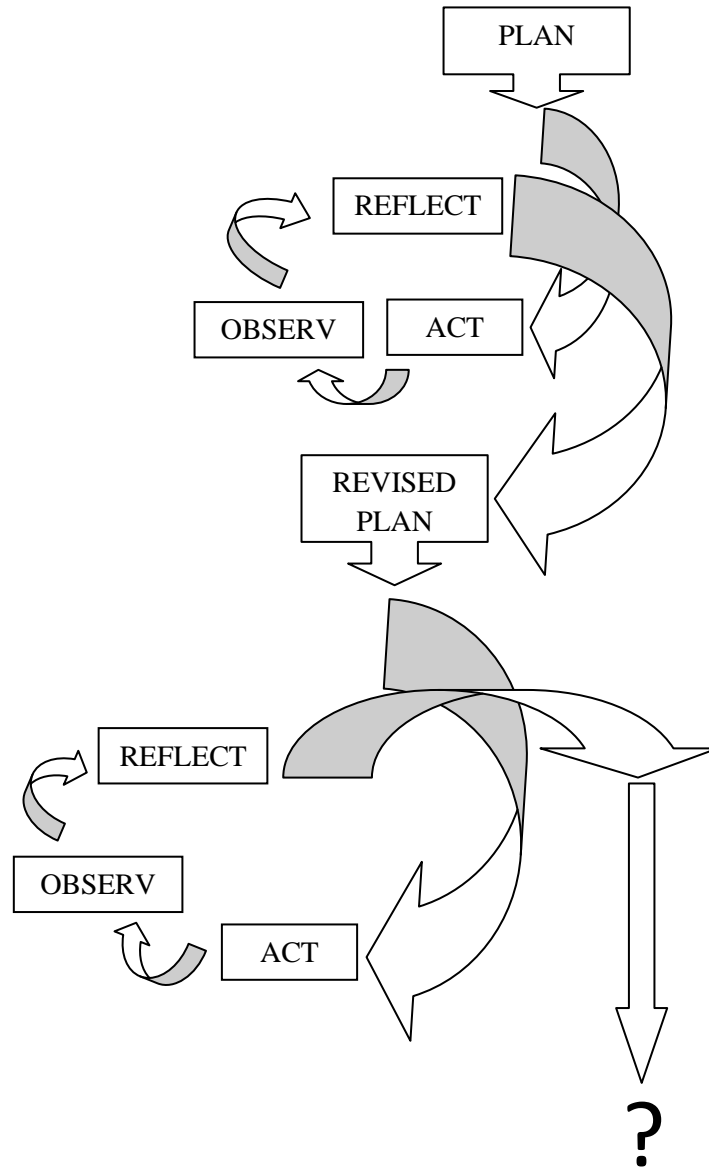 PLAN
REFLECT
OBSERV
ACT
REVISED
PLAN
REFLECT
OBSERV
ACT
?